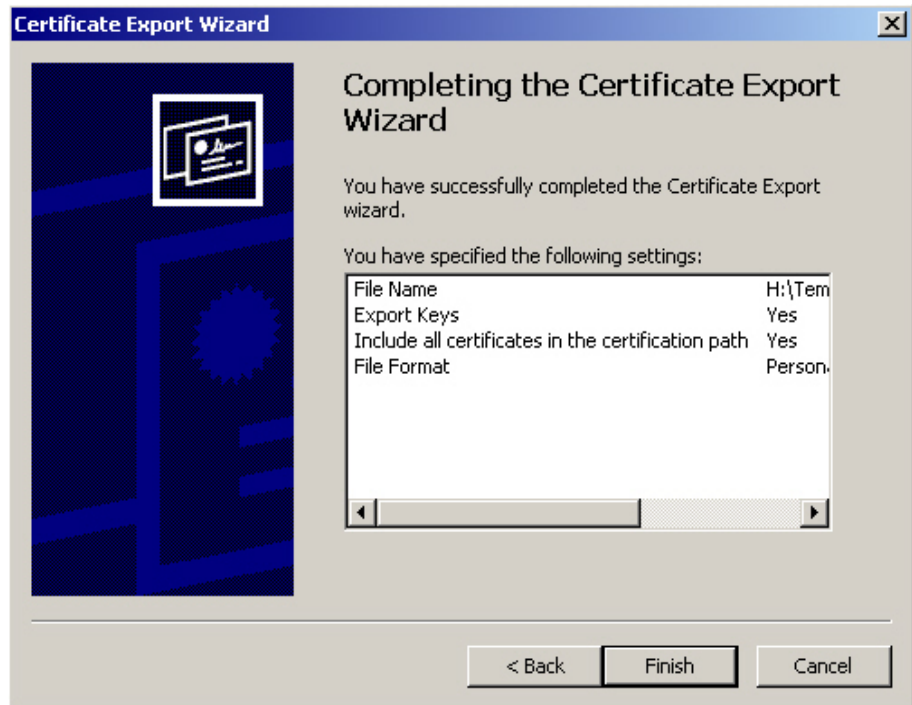 Certificate Export Wizard
Completing the Certificate Export
Wizard
You have successfully completed the Certificate Export
wizard.
You have specified the following settings:
File Name H:\Tem
Export Keys Yes
Include all certificates in the certification path Yes
File Format Person
< Back Finish Cancel